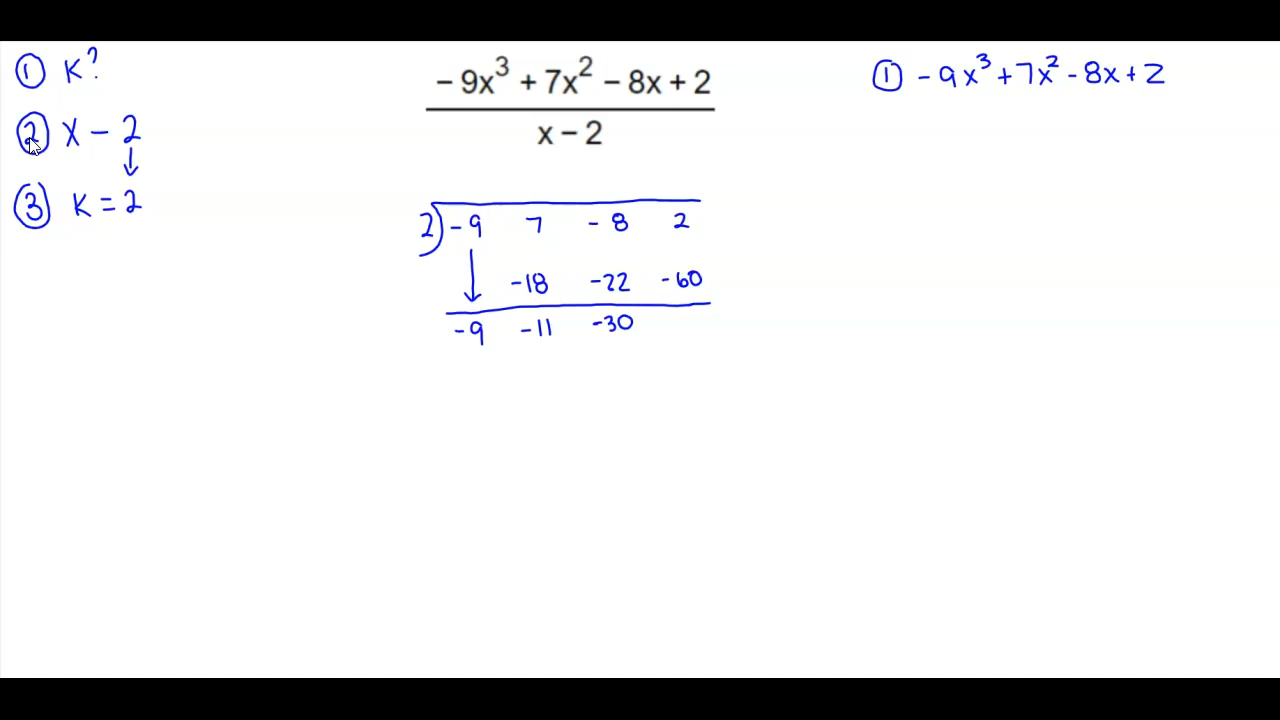 ① K?
② X - 2
↓
③ K = 2
- 9x³ + 7x² - 8x + 2
x - 2
2) -9 7 -8 2
↓ -18 -22 -60
-9 -11 -30
① -9x³ + 7x² - 8x + 2